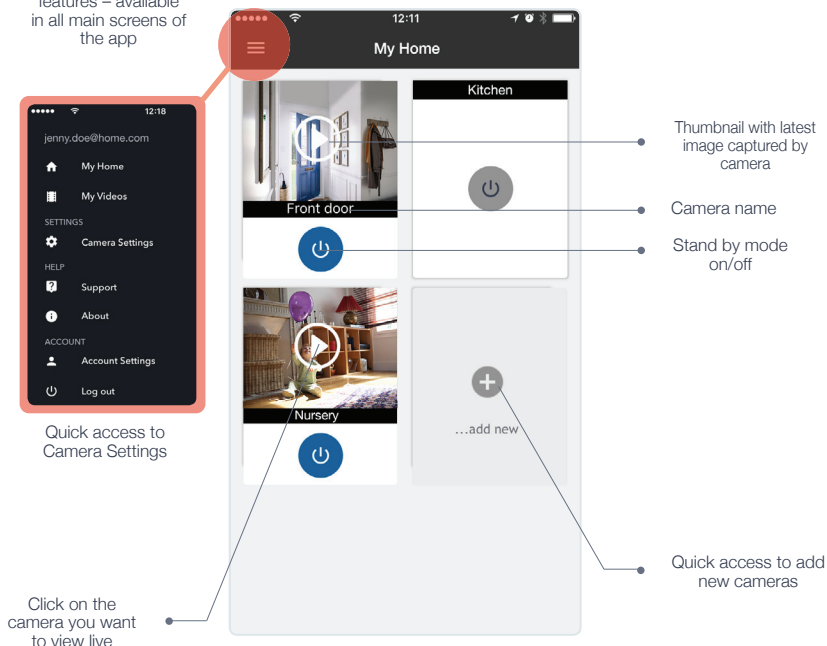 features – available
in all main screens of
the app
12:11
My Home
12:18
jenny.doe@home.com
My Home
My Videos
SETTINGS
Camera Settings
HELP
Support
About
ACCOUNT
Account Settings
Log out
Quick access to
Camera Settings
Front door
Kitchen
Nursery
...add new
Thumbnail with latest
image captured by
camera
Camera name
Stand by mode
on/off
Quick access to add
new cameras
Click on the
camera you want
to view live